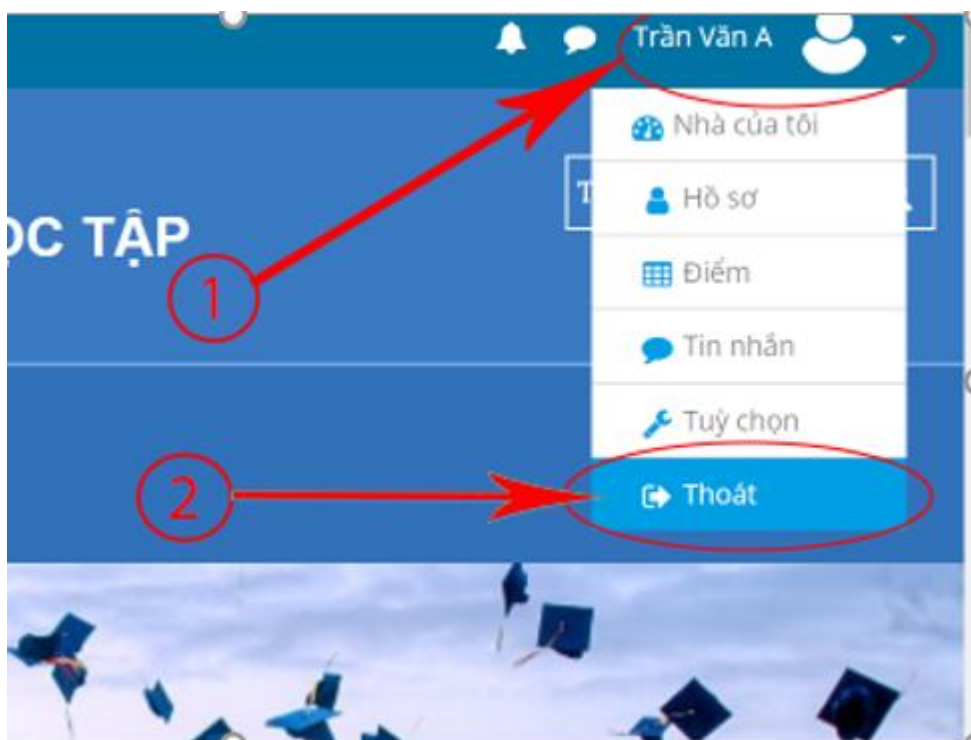 Trần Văn A
Nhà của tôi
Hồ sơ
ỌC TẬP
Điểm
1
Tin nhắn
Tuỳ chọn
2
Thoát